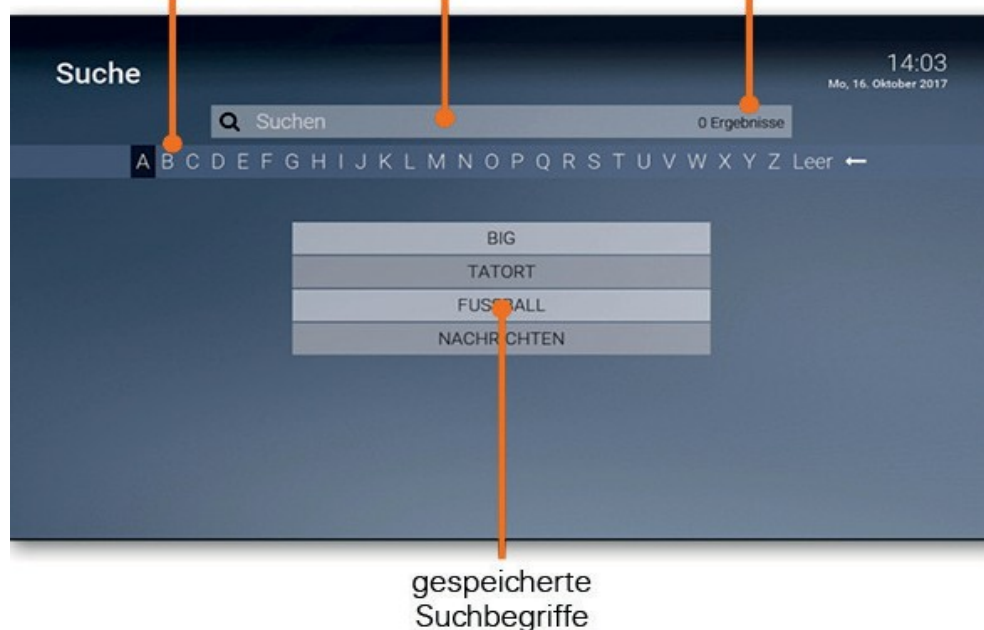 Suche
14:03
Mo, 16. Oktober 2017
Suchen
0 Ergebnisse
A B C D E F G H I J K L M N O P Q R S T U V W X Y Z Leer ←
BIG
TATORT
FUSSBALL
NACHRICHTEN
gespeicherte
Suchbegriffe